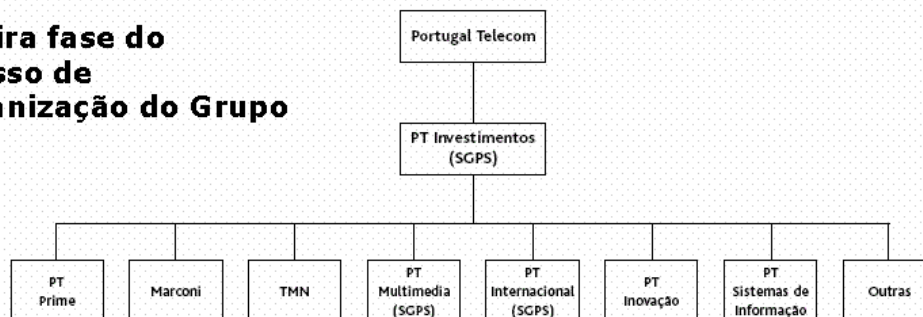 ira fase do
sso de
anização do Grupo
Portugal Telecom
PT Investimentos
(SGPS)
PT
Prime
Marconi
TMN
PT
Multimedia
(SGPS)
PT
Internacional
(SGPS)
PT
Inovação
PT
Sistemas de
Informação
Outras